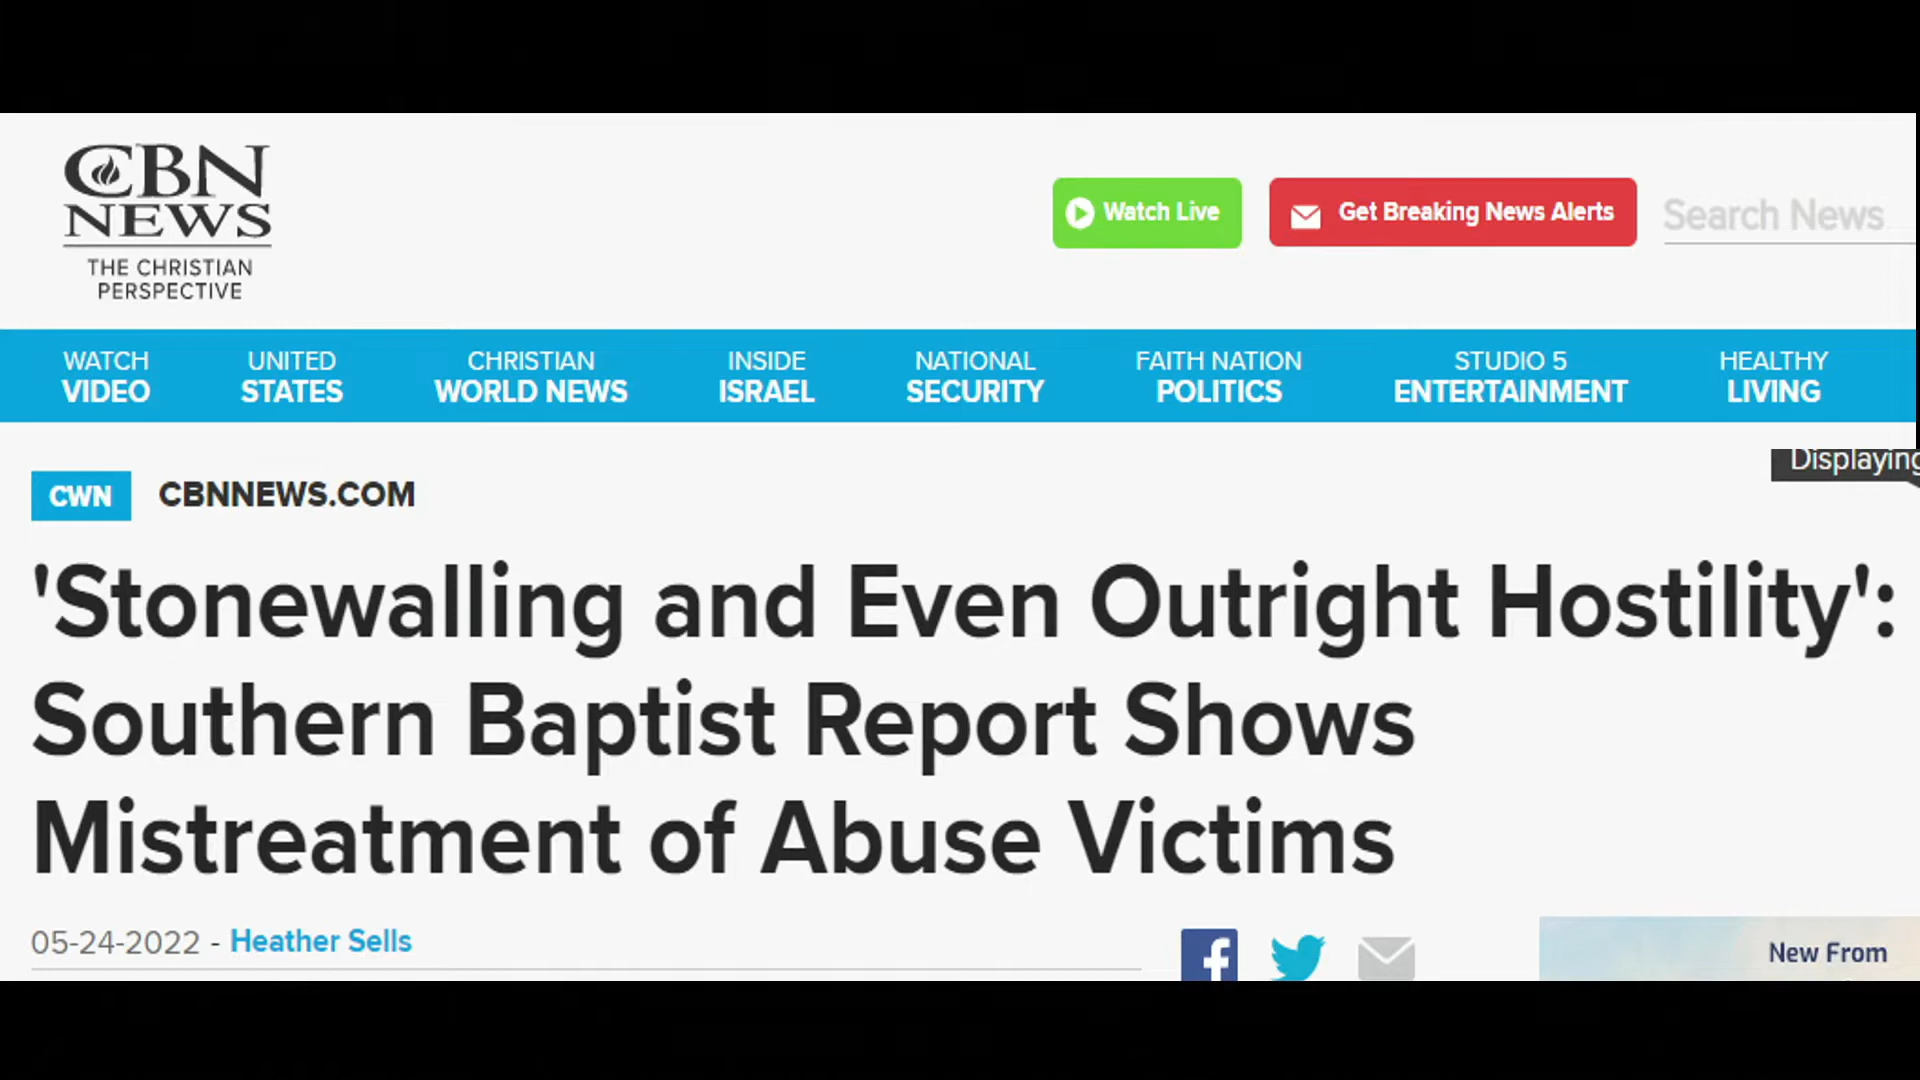 CBN
NEWS
THE CHRISTIAN
PERSPECTIVE
Watch Live
Get Breaking News Alerts
Search News
WATCH
VIDEO
UNITED
STATES
CHRISTIAN
WORLD NEWS
INSIDE
ISRAEL
NATIONAL
SECURITY
FAITH NATION
POLITICS
STUDIO 5
ENTERTAINMENT
HEALTHY
LIVING
Displaying
CWN CBNNEWS.COM
'Stonewalling and Even Outright Hostility':
Southern Baptist Report Shows
Mistreatment of Abuse Victims
05-24-2022 - Heather Sells
New From